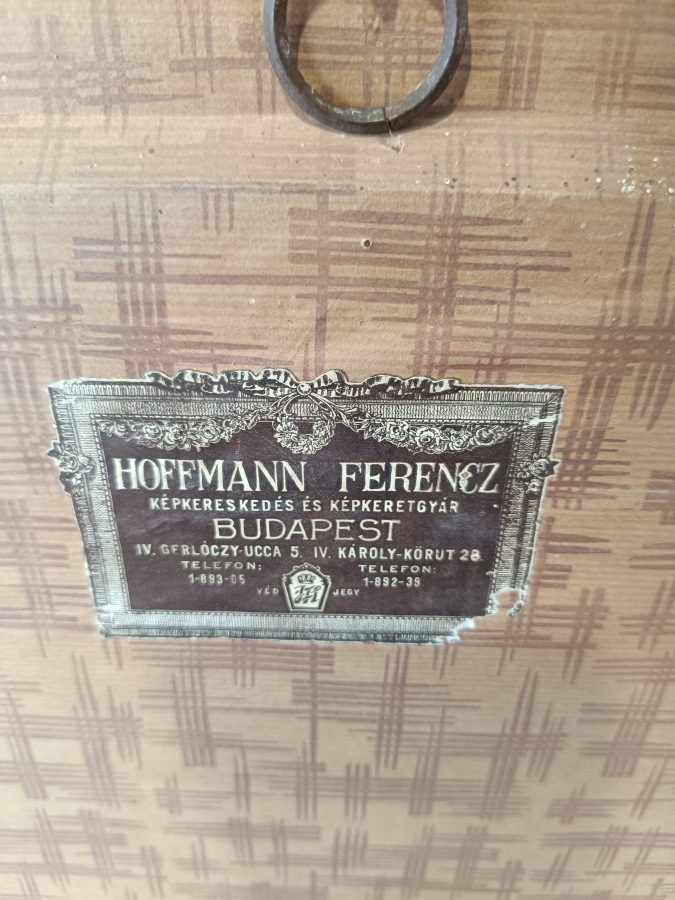 HOFFMANN FERENCZ
KÉPKERESKEDÉS ÉS KÉPKERETGYÁR
BUDAPEST
IV. GERLÓCZY-UCCA 5. IV. KÁROLY-KÖRUT 28
TELEFON: TELEFON:
1-893-05 1-892-39
VÉD JEGY